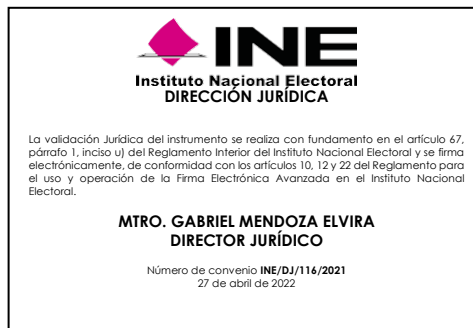 INE
Instituto Nacional Electoral
DIRECCIÓN JURÍDICA
La validación Jurídica del instrumento se realiza con fundamento en el artículo 67,
párrafo 1, inciso u) del Reglamento Interior del Instituto Nacional Electoral y se firma
electrónicamente, de conformidad con los artículos 10, 12 y 22 del Reglamento para
el uso y operación de la Firma Electrónica Avanzada en el Instituto Nacional
Electoral.
MTRO. GABRIEL MENDOZA ELVIRA
DIRECTOR JURÍDICO
Número de convenio INE/DJ/116/2021
27 de abril de 2022